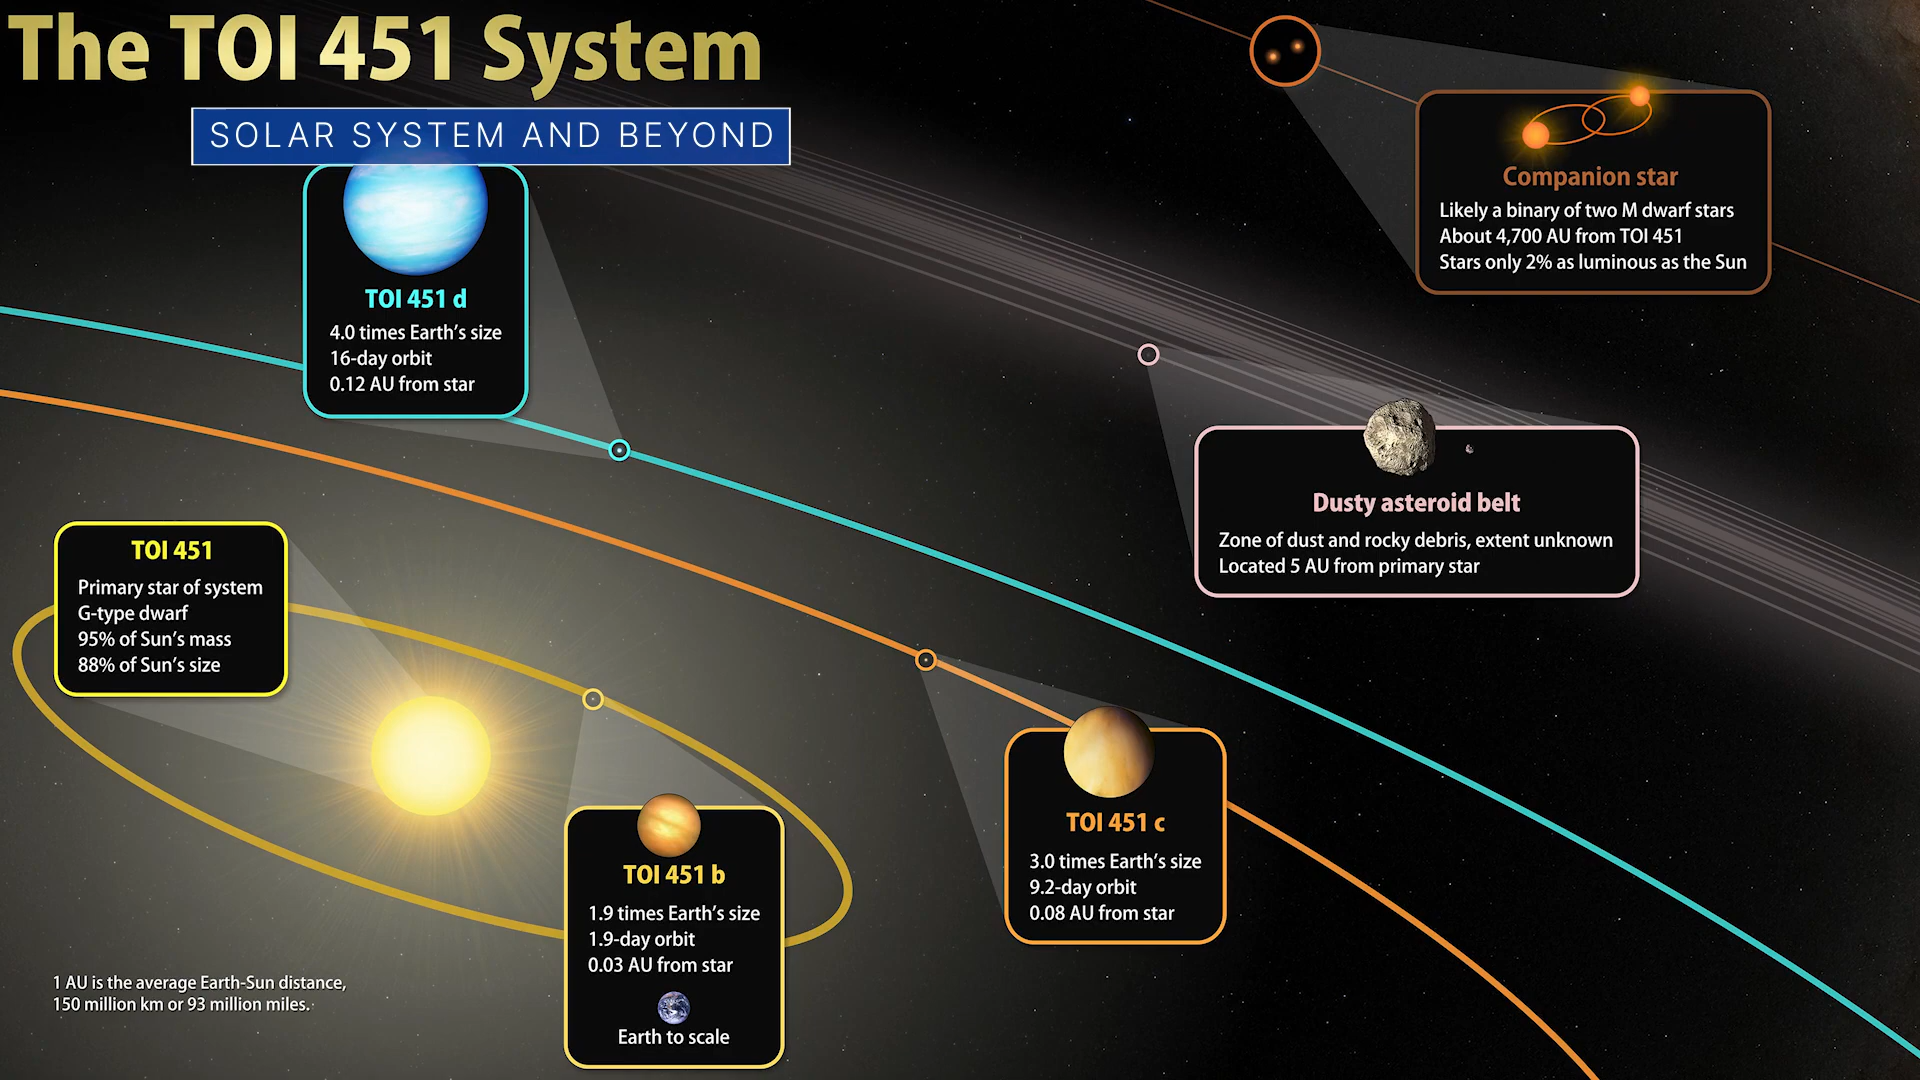 The TOI 451 System
SOLAR SYSTEM AND BEYOND
Companion star
Likely a binary of two M dwarf stars
About 4,700 AU from TOI 451
Stars only 2% as luminous as the Sun
TOI 451 d
4.0 times Earth's size
16-day orbit
0.12 AU from star
Dusty asteroid belt
Zone of dust and rocky debris, extent unknown
Located 5 AU from primary star
TOI 451
Primary star of system
G-type dwarf
95% of Sun's mass
88% of Sun's size
TOI 451 c
3.0 times Earth's size
9.2-day orbit
0.08 AU from star
TOI 451 b
1.9 times Earth's size
1.9-day orbit
0.03 AU from star
Earth to scale
1 AU is the average Earth-Sun distance,
150 million km or 93 million miles.